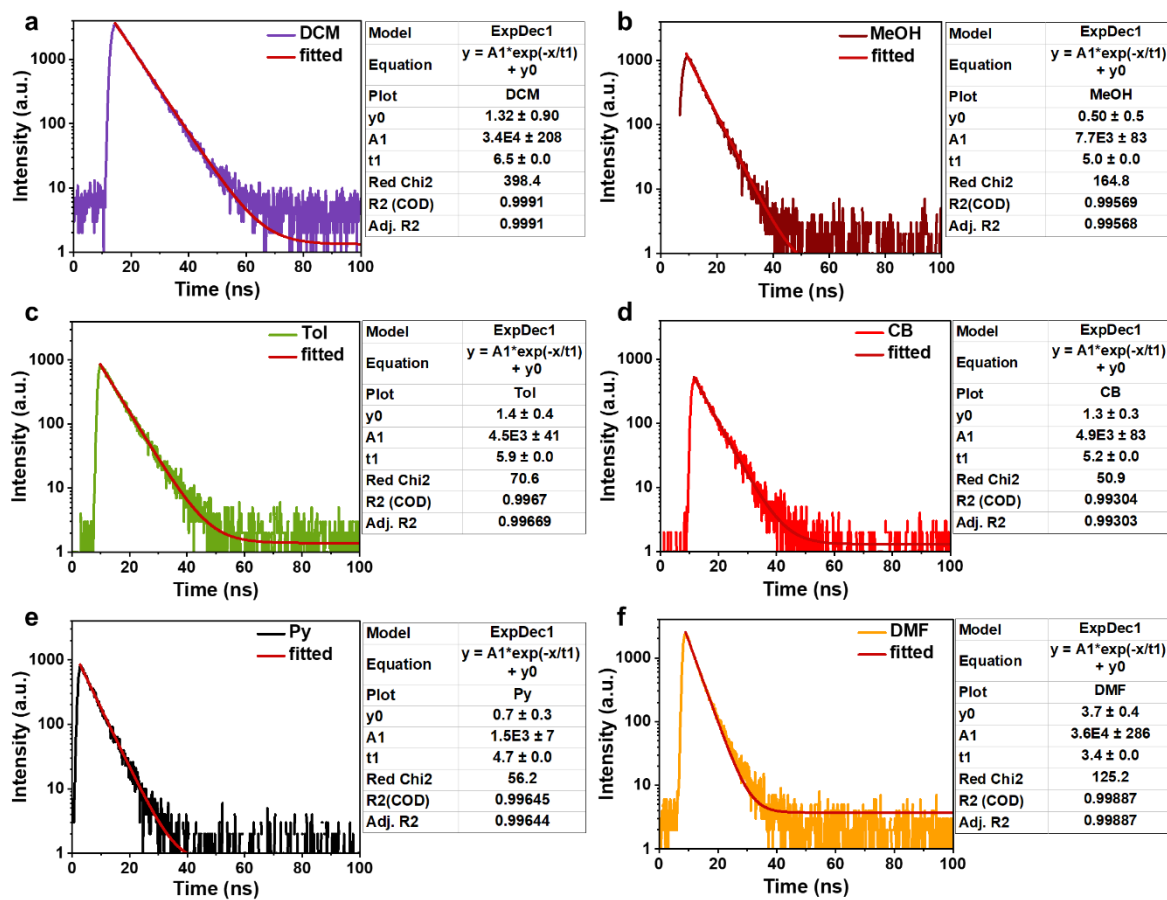 a
DCM
fitted
Intensity (a.u.)
1000
100
10
1
0 20 40 60 80 100
Time (ns)
Model ExpDec1
Equation y = A1*exp(-x/t1)
+ y0
Plot DCM
y0 1.32 ± 0.90
A1 3.4E4 ± 208
t1 6.5 ± 0.0
Red Chi2 398.4
R2 (COD) 0.9991
Adj. R2 0.9991
b
MeOH
fitted
Intensity (a.u.)
1000
100
10
1
0 20 40 60 80 100
Time (ns)
Model ExpDec1
Equation y = A1*exp(-x/t1)
+ y0
Plot MeOH
y0 0.50 ± 0.5
A1 7.7E3 ± 83
t1 5.0 ± 0.0
Red Chi2 164.8
R2(COD) 0.99569
Adj. R2 0.99568
c
Tol
fitted
Intensity (a.u.)
1000
100
10
1
0 20 40 60 80 100
Time (ns)
Model ExpDec1
Equation y = A1*exp(-x/t1)
+ y0
Plot Tol
y0 1.4 ± 0.4
A1 4.5E3 ± 41
t1 5.9 ± 0.0
Red Chi2 70.6
R2 (COD) 0.9967
Adj. R2 0.99669
d
CB
fitted
Intensity (a.u.)
1000
100
10
1
0 20 40 60 80 100
Time (ns)
Model ExpDec1
Equation y = A1*exp(-x/t1)
+ y0
Plot CB
y0 1.3 ± 0.3
A1 4.9E3 ± 83
t1 5.2 ± 0.0
Red Chi2 50.9
R2 (COD) 0.99304
Adj. R2 0.99303
e
Py
fitted
Intensity (a.u.)
1000
100
10
1
0 20 40 60 80 100
Time (ns)
Model ExpDec1
Equation y = A1*exp(-x/t1)
+ y0
Plot Py
y0 0.7 ± 0.3
A1 1.5E3 ± 7
t1 4.7 ± 0.0
Red Chi2 56.2
R2(COD) 0.99645
Adj. R2 0.99644
f
DMF
fitted
Intensity (a.u.)
1000
100
10
1
0 20 40 60 80 100
Time (ns)
Model ExpDec1
Equation y = A1*exp(-x/t1)
+ y0
Plot DMF
y0 3.7 ± 0.4
A1 3.6E4 ± 286
t1 3.4 ± 0.0
Red Chi2 125.2
R2 (COD) 0.99887
Adj. R2 0.99887